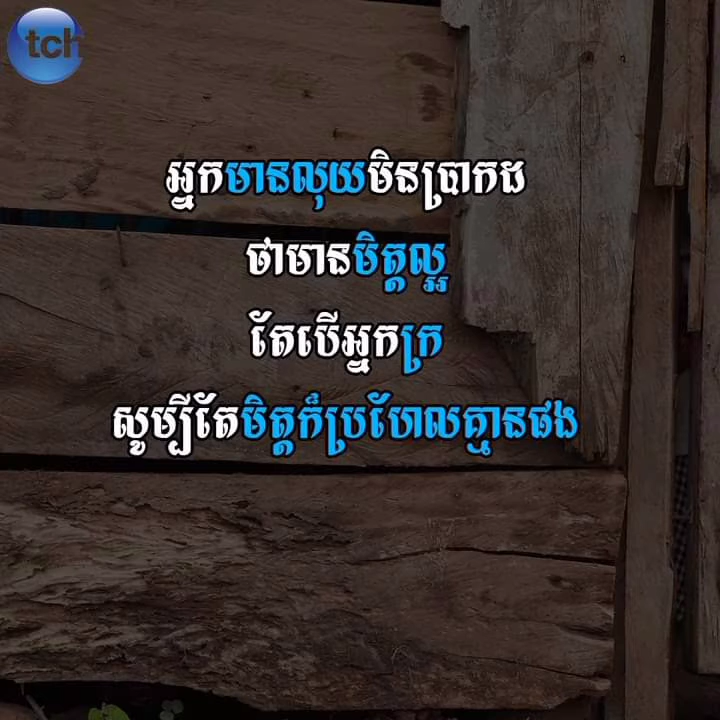 tch
អ្នកមានលុយមិនប្រាកដ
ថាមានមិត្តល្អ
តែបើអ្នកក្រ
សូម្បីតែមិត្តក៏ប្រហែលគ្មានផង